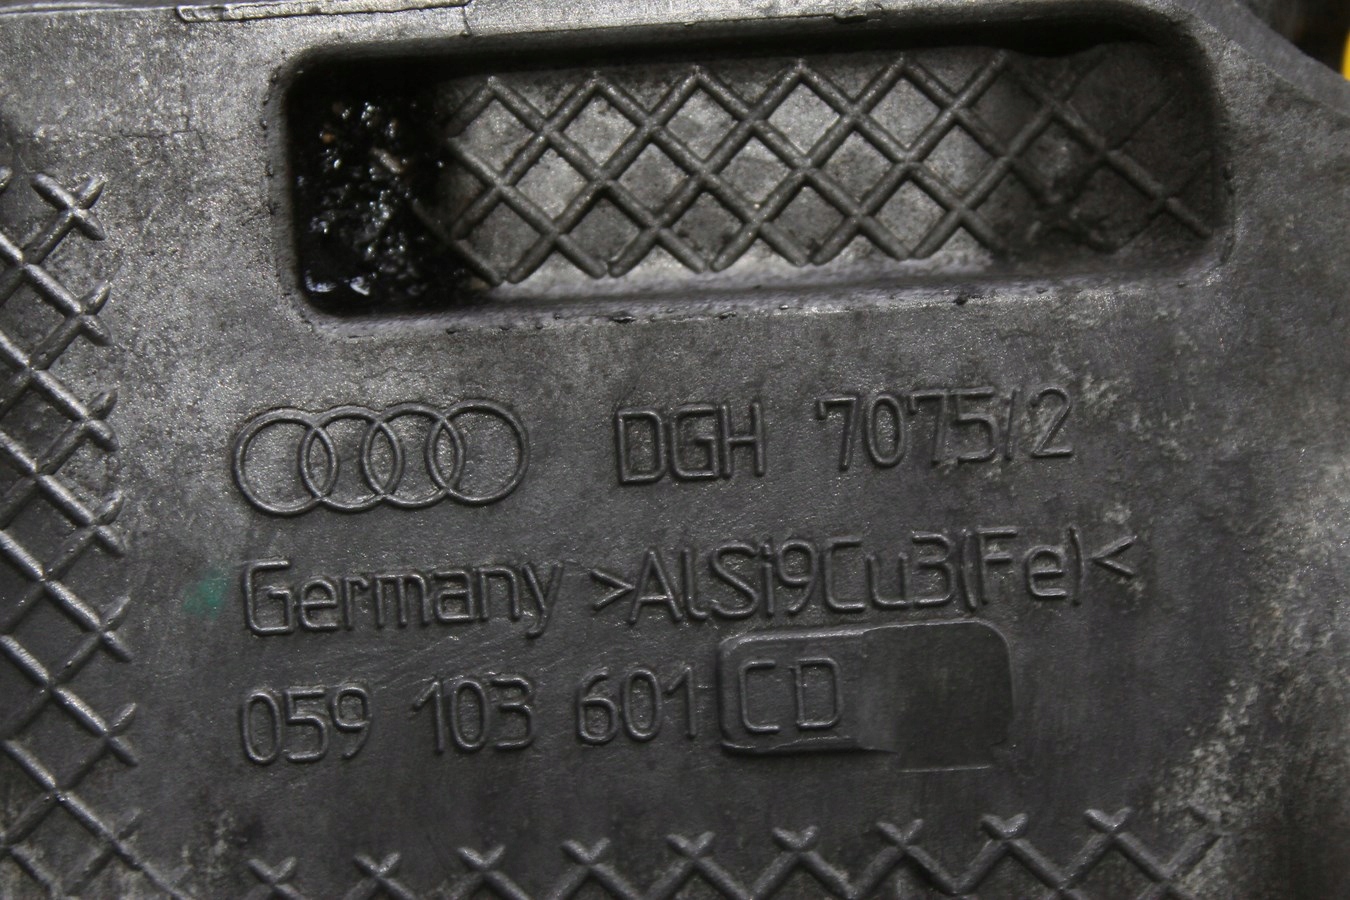 DGH 7075/2
Germany >AlSi9Cu3(Fe)<
059 103 601 CD